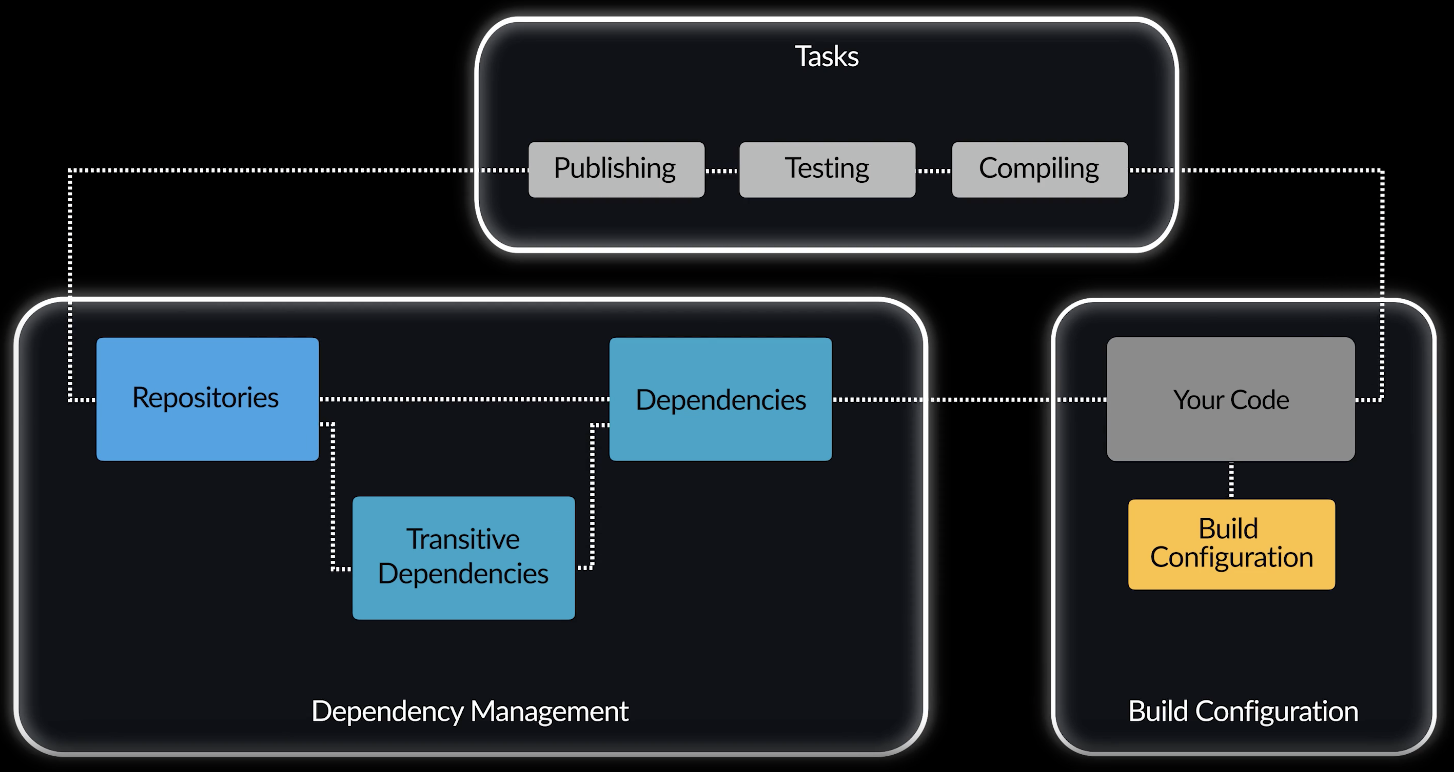 Tasks
Publishing
Testing
Compiling
Repositories
Dependencies
Your Code
Transitive
Dependencies
Build
Configuration
Dependency Management
Build Configuration